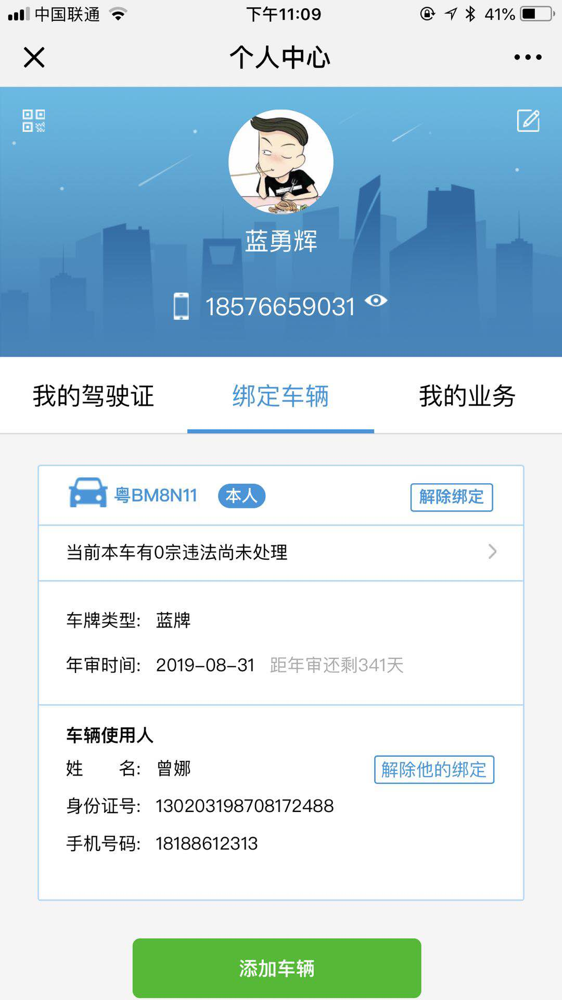 中国联通 下午11:09 41%
个人中心
蓝勇辉
18576659031
我的驾驶证 绑定车辆 我的业务
粤BM8N11 本人 解除绑定
当前本车有0宗违法尚未处理
车牌类型: 蓝牌
年审时间: 2019-08-31 距年审还剩341天
车辆使用人
姓 名: 曾娜 解除他的绑定
身份证号: 130203198708172488
手机号码: 18188612313
添加车辆